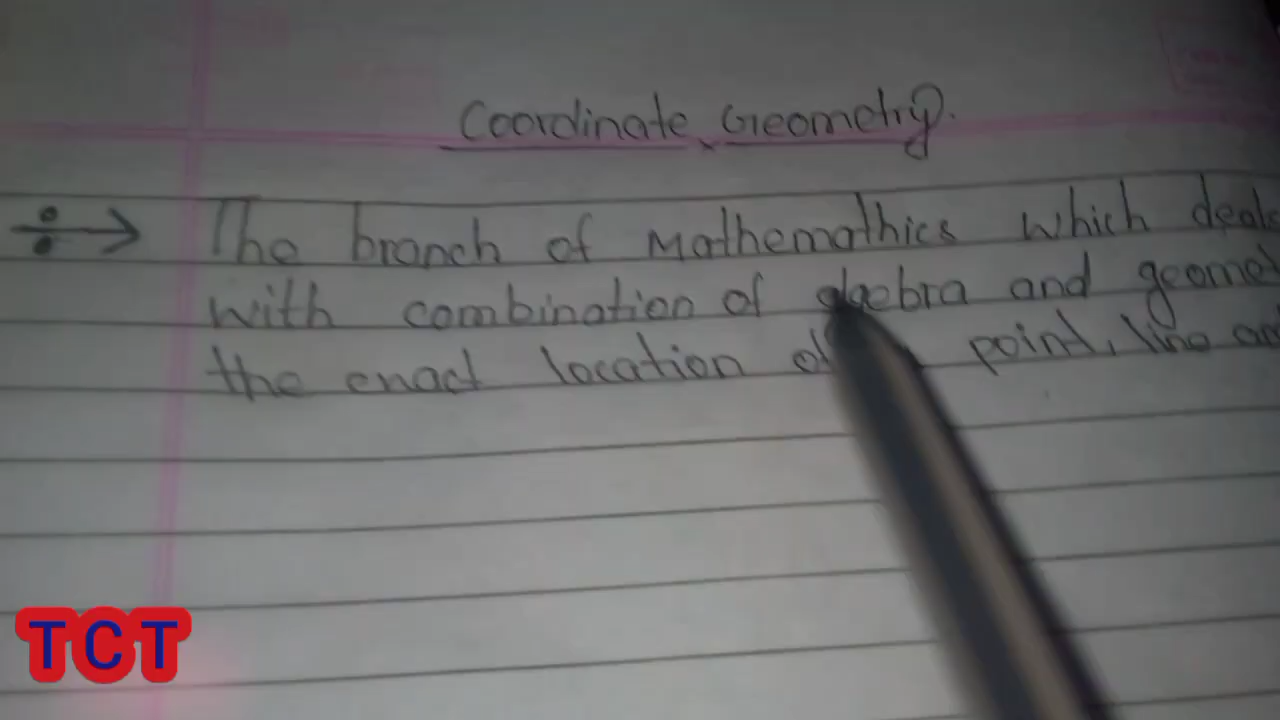 Coordinate Geometry.
The branch of Mathemathics which deals
with combination of algebra and geomet
the enact location of point, line an
TCT